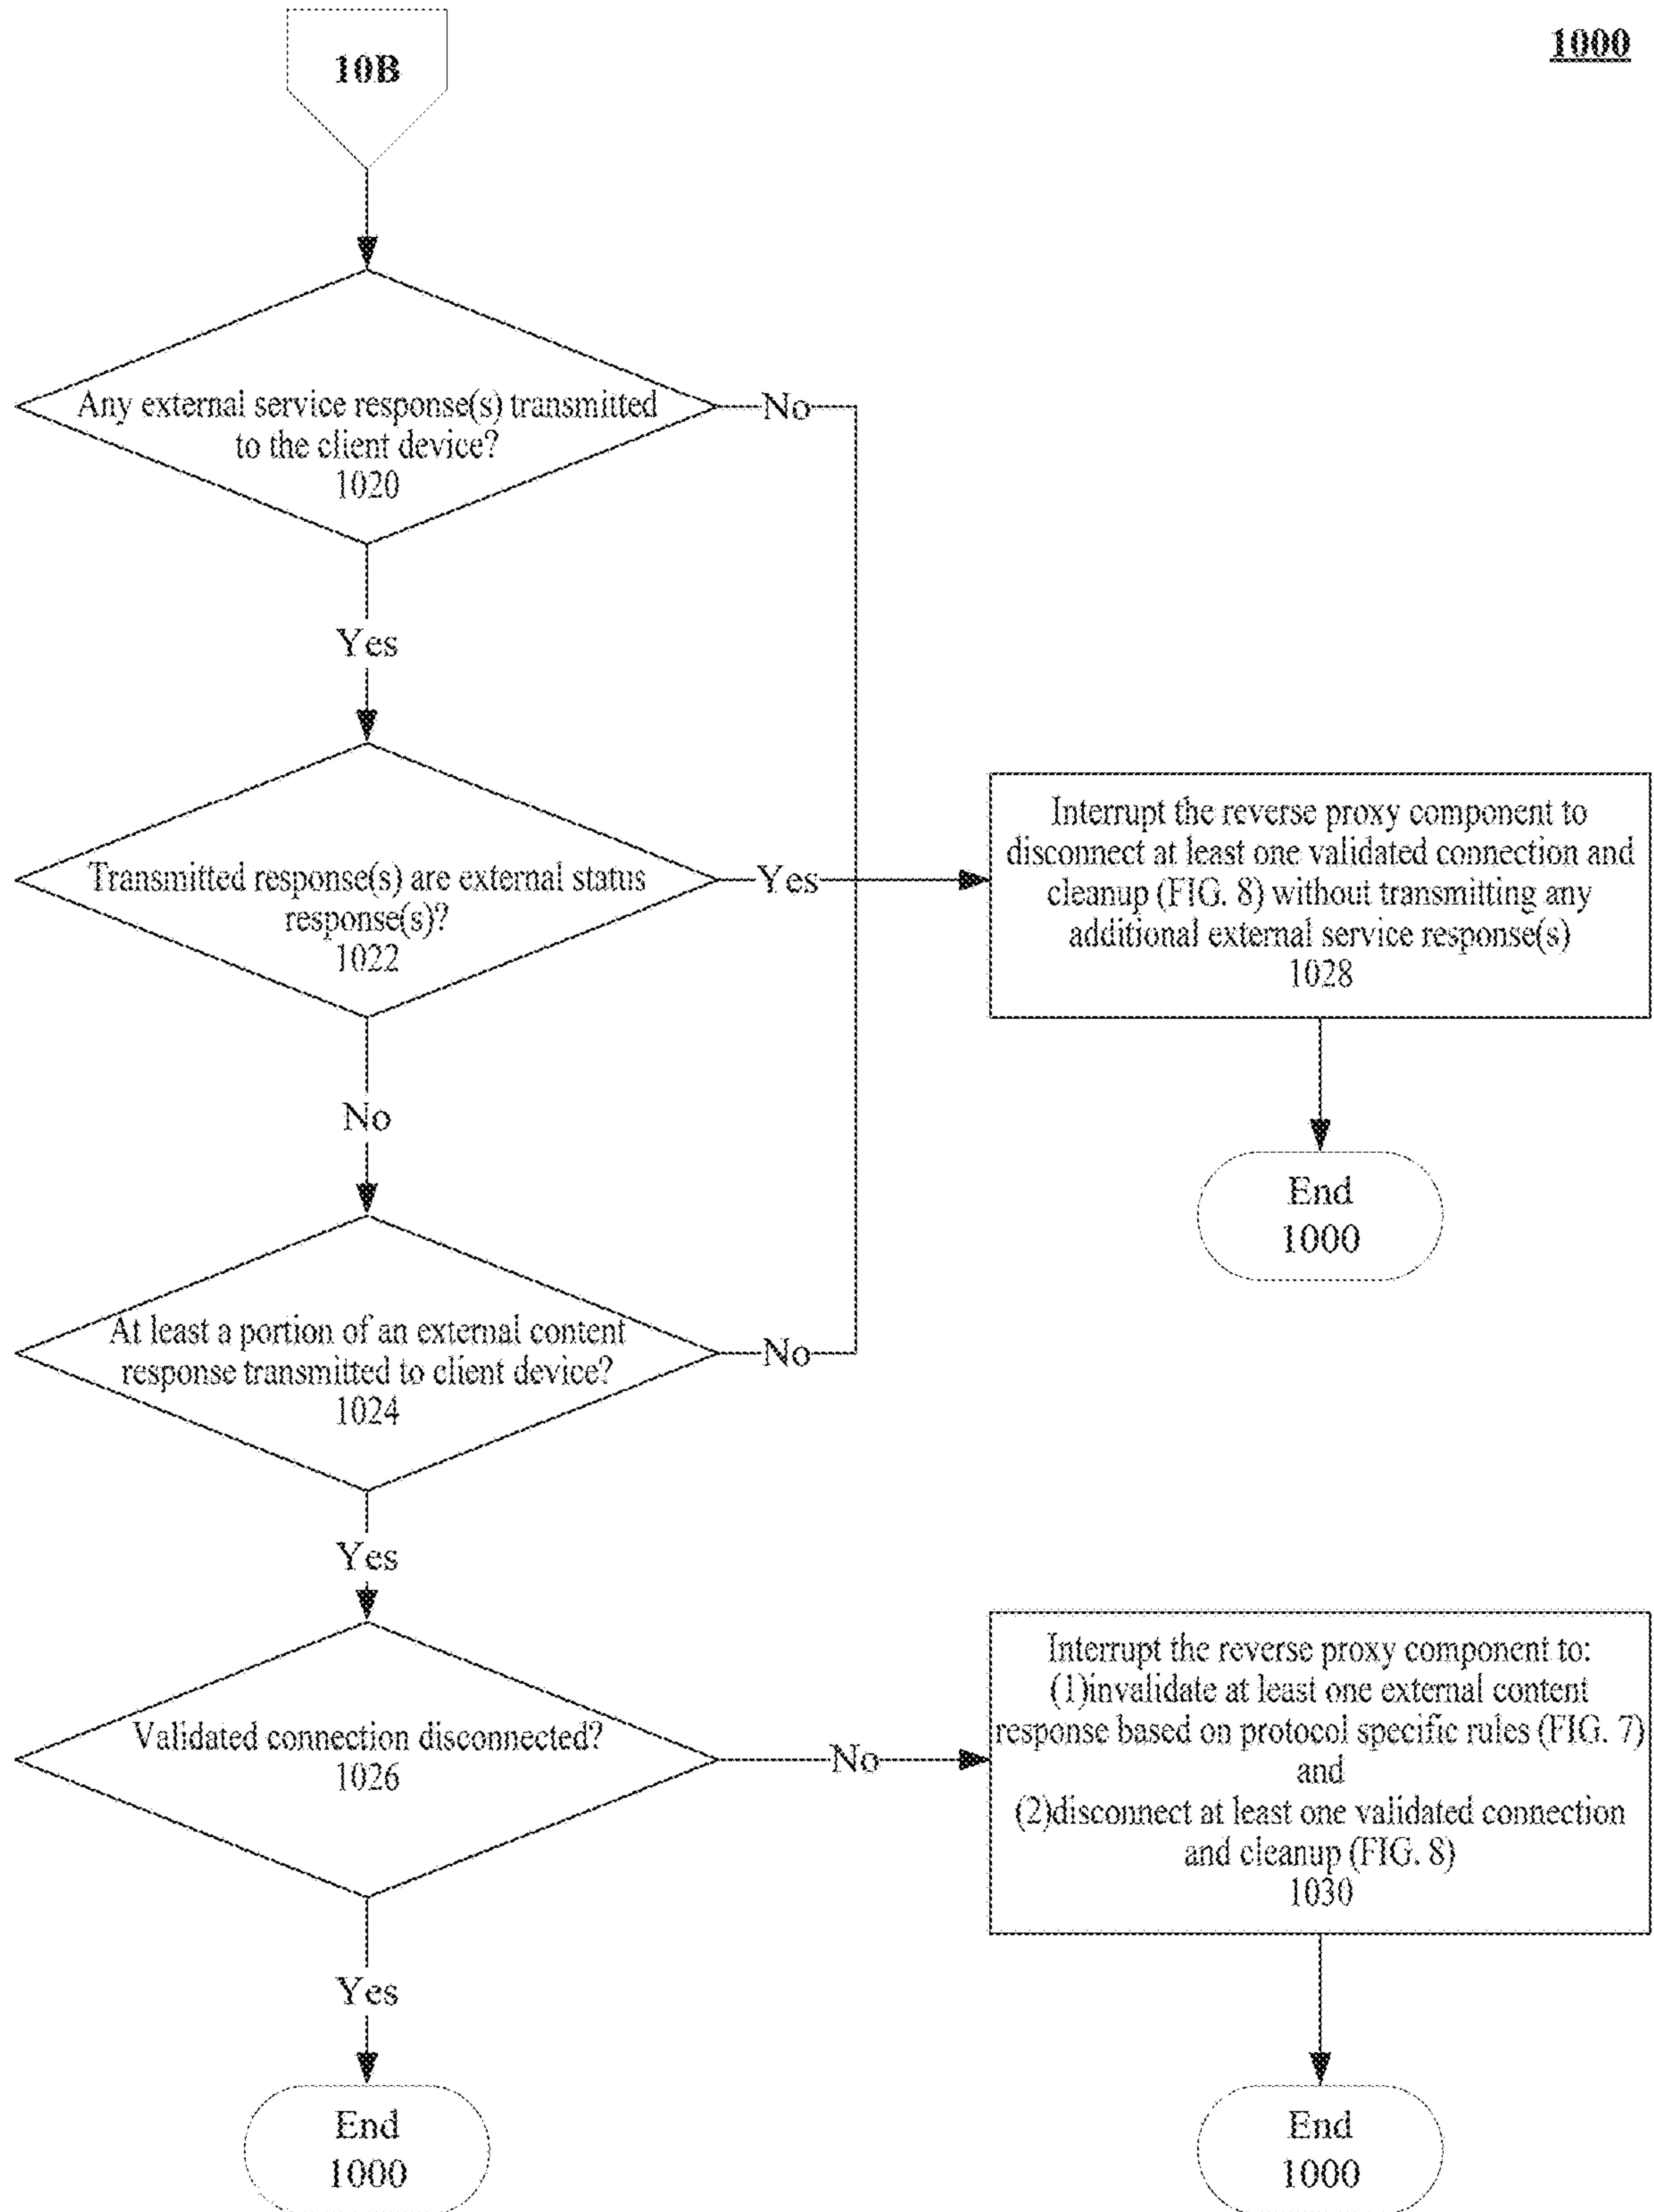 10B
1000
Any external service response(s) transmitted
to the client device?
1020
No
Yes
Transmitted response(s) are external status
response(s)?
1022
Yes
Interrupt the reverse proxy component to
disconnect at least one validated connection and
cleanup (FIG. 8) without transmitting any
additional external service response(s)
1028
No
End
1000
At least a portion of an external content
response transmitted to client device?
1024
No
Yes
Validated connection disconnected?
1026
No
Interrupt the reverse proxy component to:
(1)invalidate at least one external content
response based on protocol specific rules (FIG. 7)
and
(2)disconnect at least one validated connection
and cleanup (FIG. 8)
1030
Yes
End
1000
End
1000